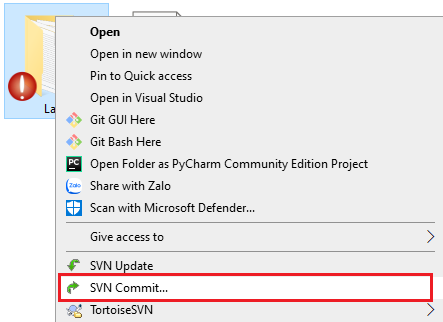 La
Open
Open in new window
Pin to Quick access
Open in Visual Studio
Git GUI Here
Git Bash Here
PC
Open Folder as PyCharm Community Edition Project
Zalo
Share with Zalo
Scan with Microsoft Defender...
Give access to
SVN Update
SVN Commit...
TortoiseSVN